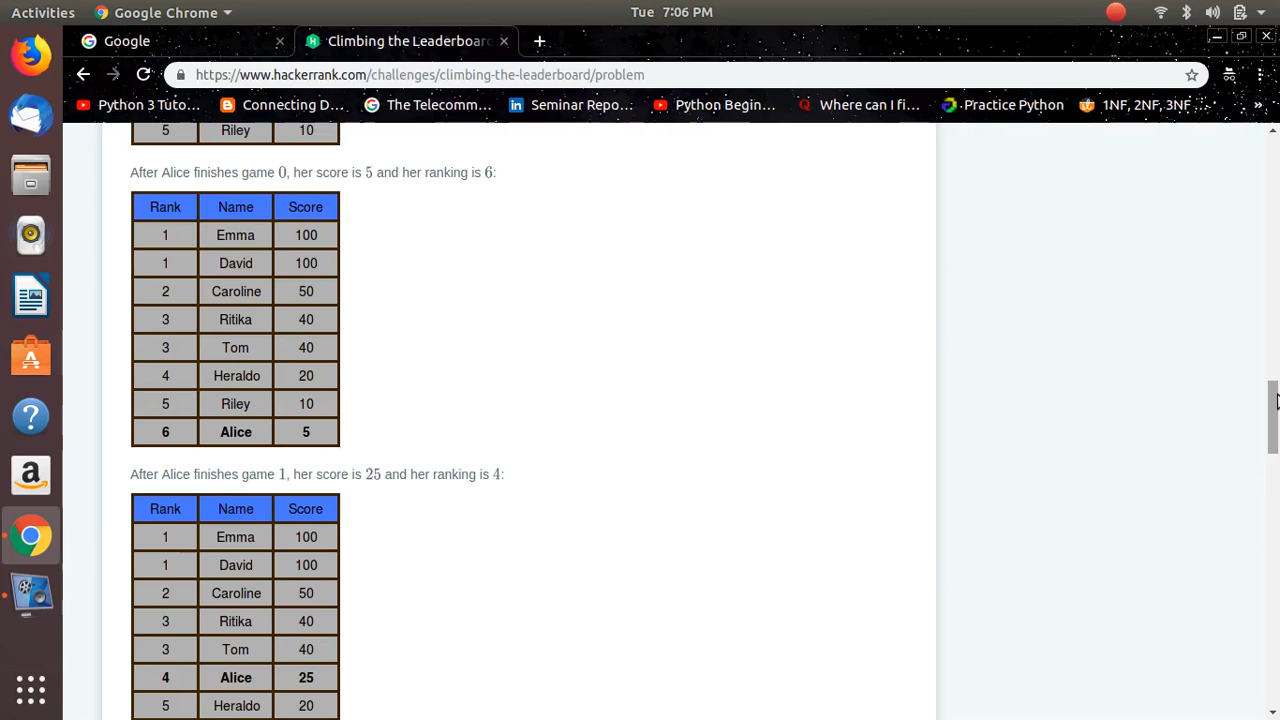 Activities Google Chrome Tue 7:06 PM
Google Climbing the Leaderboar
https://www.hackerrank.com/challenges/climbing-the-leaderboard/problem
Python 3 Tuto... Connecting D... The Telecomm... Seminar Repo... Python Begin... Where can I fi... Practice Python 1NF, 2NF, 3NF... »
5 Riley 10
After Alice finishes game 0, her score is 5 and her ranking is 6:
Rank Name Score
1 Emma 100
1 David 100
2 Caroline 50
3 Ritika 40
3 Tom 40
4 Heraldo 20
5 Riley 10
6 Alice 5
After Alice finishes game 1, her score is 25 and her ranking is 4:
Rank Name Score
1 Emma 100
1 David 100
2 Caroline 50
3 Ritika 40
3 Tom 40
4 Alice 25
5 Heraldo 20